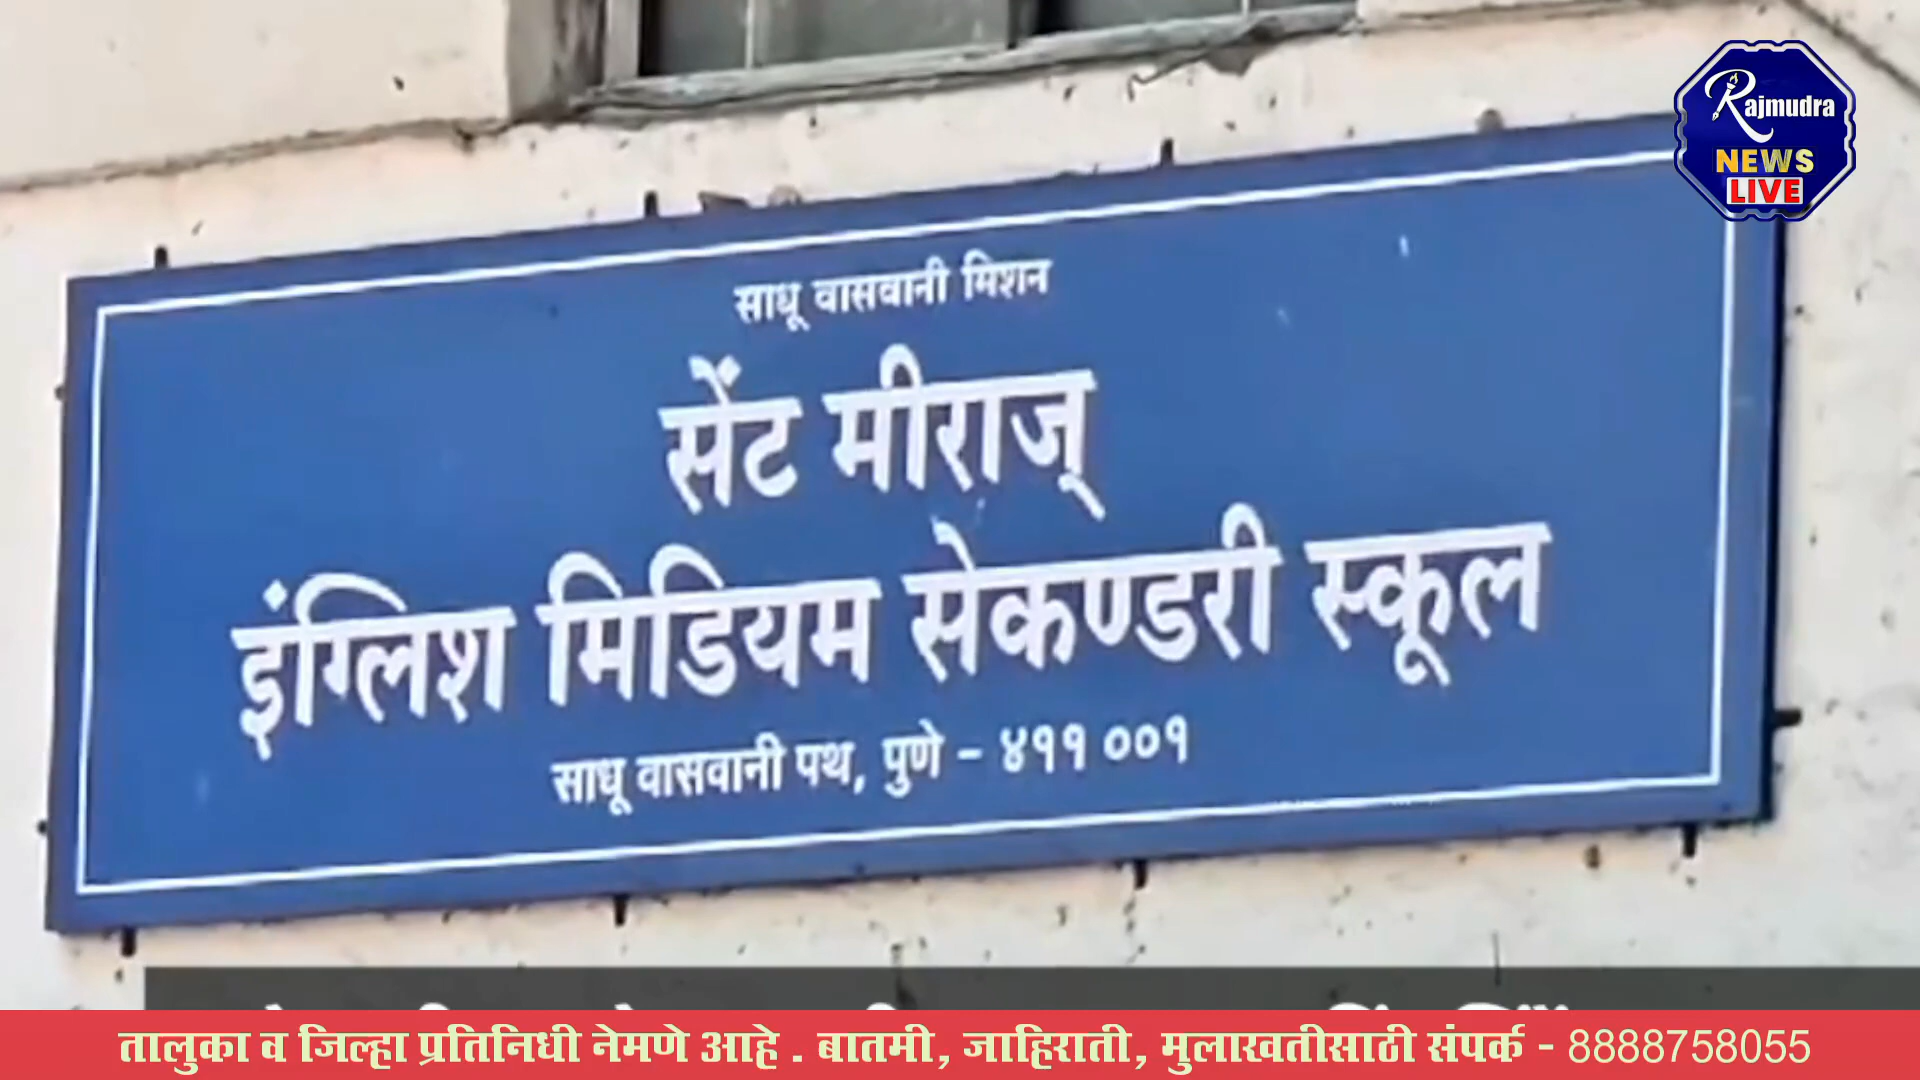 Rajmudra
NEWS
LIVE
साधू वासवानी मिशन
सेंट मीराज्
इंग्लिश मिडियम सेकण्डरी स्कूल
साधू वासवानी पथ, पुणे - ४११ ००१
तालुका व जिल्हा प्रतिनिधी नेमणे आहे . बातमी, जाहिराती, मुलाखतीसाठी संपर्क - 8888758055